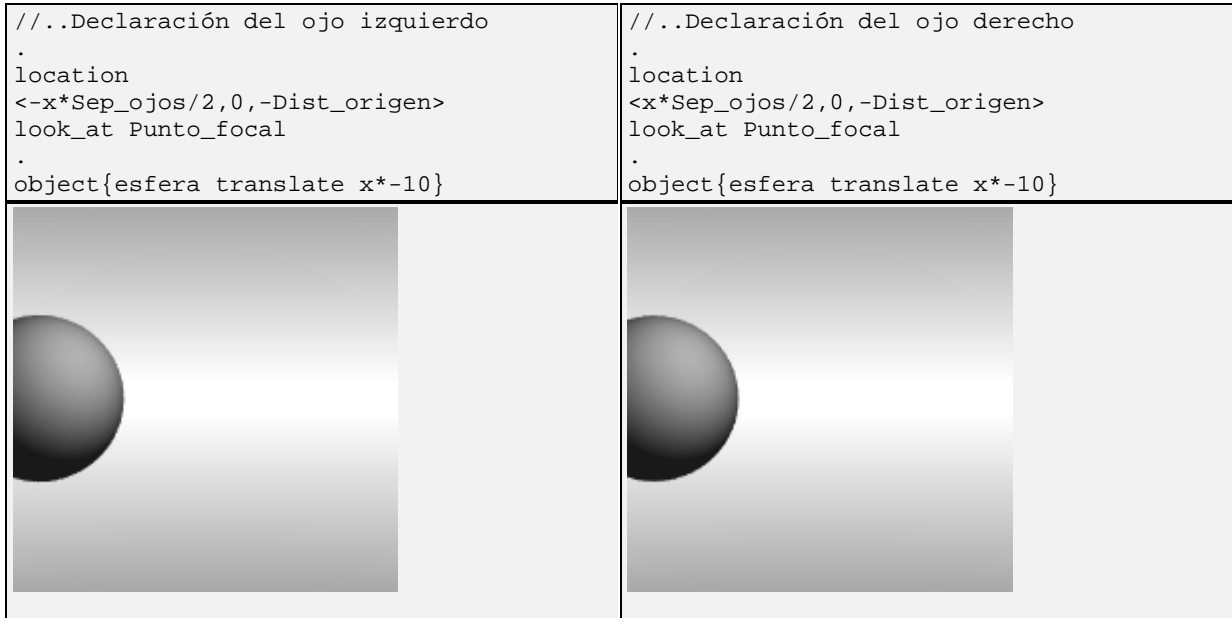 //..Declaración del ojo izquierdo
.
location
<-x*Sep_ojos/2,0,-Dist_origen>
look_at Punto_focal
.
object{esfera translate x*-10}
//..Declaración del ojo derecho
.
location
<x*Sep_ojos/2,0,-Dist_origen>
look_at Punto_focal
.
object{esfera translate x*-10}